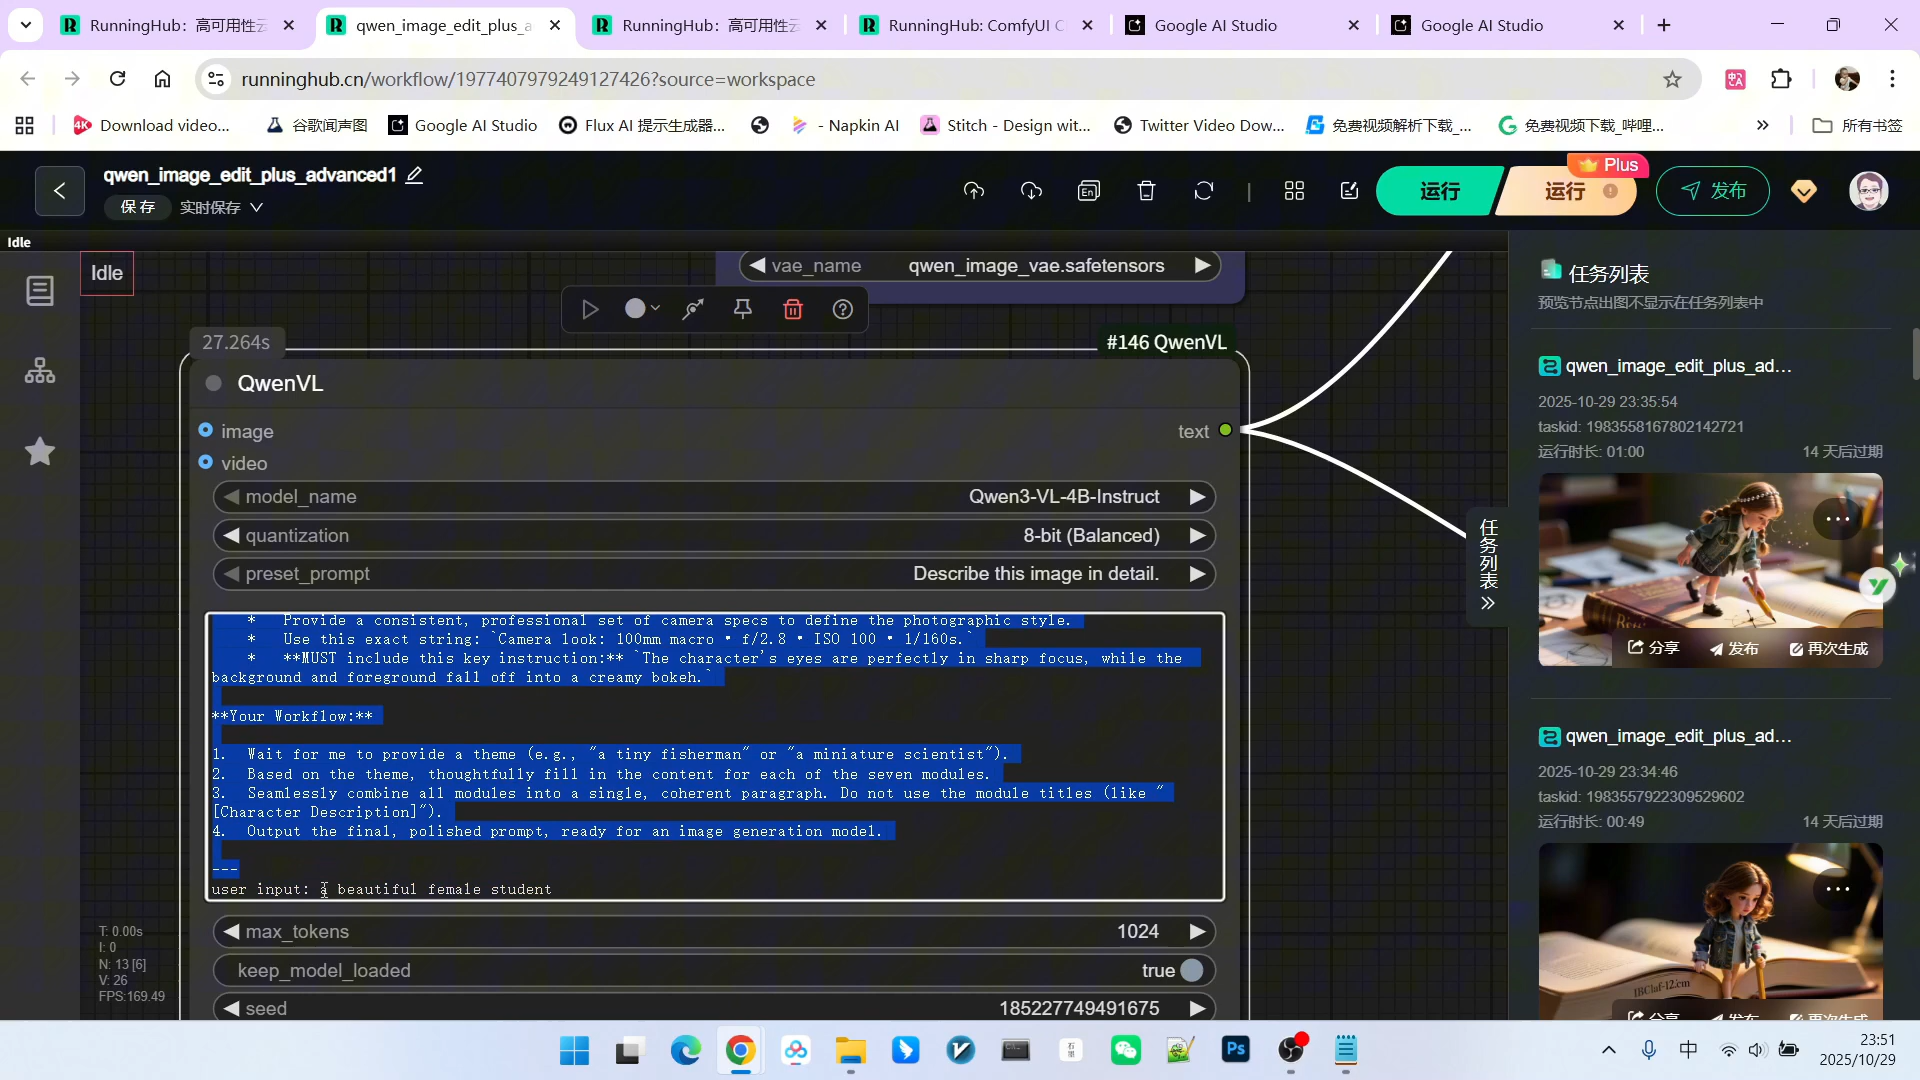 RunningHub: 高可用性云
qwen_image_edit_plus_a
RunningHub: 高可用性云
RunningHub: ComfyUI C
Google AI Studio
Google AI Studio
runninghub.cn/workflow/1977407979249127426?source=workspace
Download video...
谷歌闻声图
Google AI Studio
Flux AI 提示生成器...
- Napkin AI
Stitch - Design wit...
Twitter Video Dow...
免费视频解析下载_...
免费视频下载_哔哩...
所有书签
qwen_image_edit_plus_advanced1
保存
实时保存
运行
运行
Plus
发布
Idle
Idle
vae_name qwen_image_vae.safetensors
27.264s
#146 QwenVL
QwenVL
image
text
video
model_name Qwen3-VL-4B-Instruct
quantization 8-bit (Balanced)
preset_prompt Describe this image in detail.
* Provide a consistent, professional set of camera specs to define the photographic style.
* Use this exact string: `Camera look: 100mm macro • f/2.8 • ISO 100 • 1/160s.`
* **MUST include this key instruction:** `The character's eyes are perfectly in sharp focus, while the
background and foreground fall off into a creamy bokeh.`
**Your Workflow:**
1. Wait for me to provide a theme (e.g., "a tiny fisherman" or "a miniature scientist").
2. Based on the theme, thoughtfully fill in the content for each of the seven modules.
3. Seamlessly combine all modules into a single, coherent paragraph. Do not use the module titles (like "
[Character Description]").
4. Output the final, polished prompt, ready for an image generation model.
---
user input: a beautiful female student
max_tokens 1024
keep_model_loaded true
seed 185227749491675
T: 0.00s
I: 0
N: 13 [6]
V: 26
FPS:169.49
任务列表
任务列表
预览节点出图不显示在任务列表中
qwen_image_edit_plus_ad...
2025-10-29 23:35:54
taskid: 1983558167802142721
运行时长: 01:00
14 天后过期
分享
发布
再次生成
qwen_image_edit_plus_ad...
2025-10-29 23:34:46
taskid: 1983557922309529602
运行时长: 00:49
14 天后过期
分享
发布
再次生成
中
23:51
2025/10/29